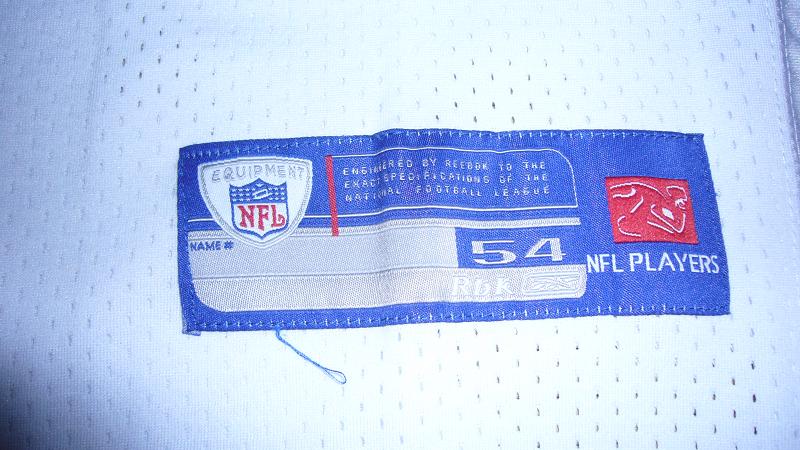 EQUIPMENT
NFL
ENGINEERED BY REEBOK TO THE
EXACT SPECIFICATIONS OF THE
NATIONAL FOOTBALL LEAGUE
NAME #
54
Rbk
NFL PLAYERS